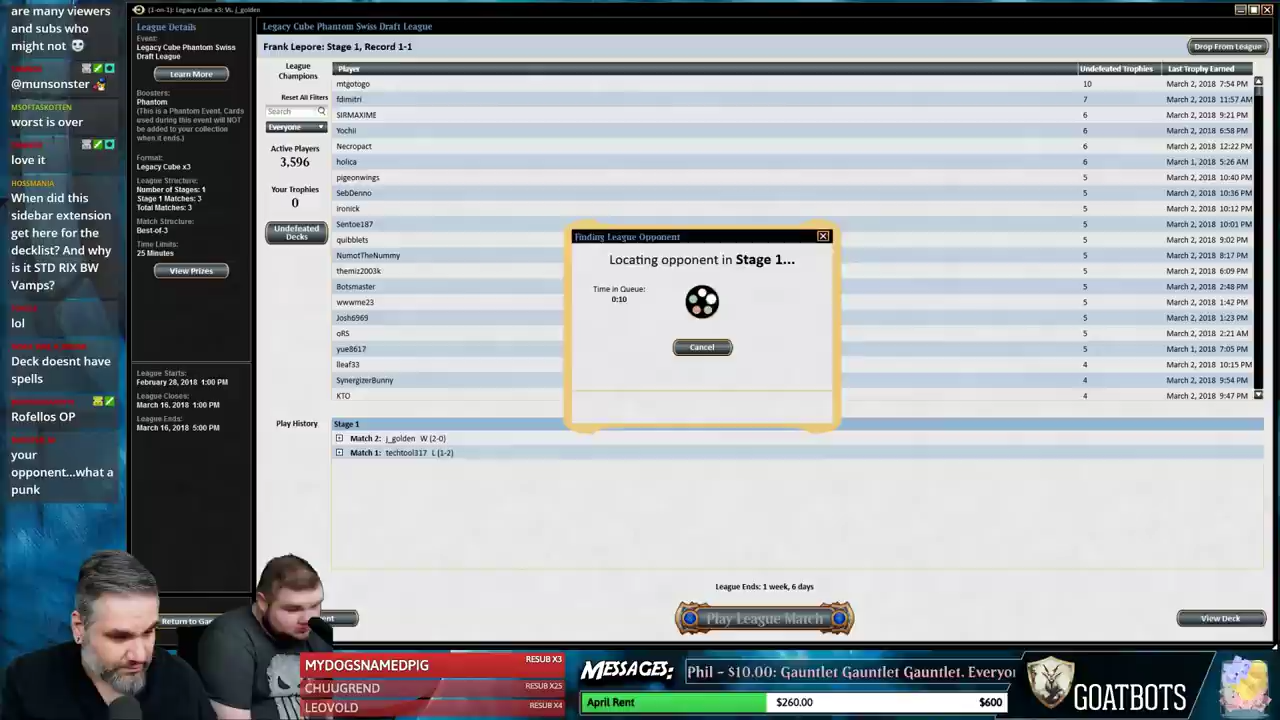 (1-on-1): Legacy Cube x3: Vs. j_golden
are many viewers
and subs who
might not
@munsonster
MSOFTASKOTTEN
worst is over
love it
HOSSMANIA
When did this
sidebar extension
get here for the
decklist? And why
is it STD RIX BW
Vamps?
lol
Deck doesnt have
spells
Rofellos OP
your
opponent...what a
punk
League Details
Event:
Legacy Cube Phantom Swiss
Draft League
Learn More
Boosters:
Phantom
(This is a Phantom Event. Cards
used during this event will NOT
be added to your collection
when it ends.)
Format:
Legacy Cube x3
League Structure:
Number of Stages: 1
Stage 1 Matches: 3
Total Matches: 3
Match Structure:
Best-of-3
Time Limits:
25 Minutes
View Prizes
League Starts:
February 28, 2018 1:00 PM
League Closes:
March 16, 2018 1:00 PM
League Ends:
March 16, 2018 5:00 PM
Return to Ga
Legacy Cube Phantom Swiss Draft League
Frank Lepore: Stage 1, Record 1-1
Drop From League
League
Champions
Reset All Filters
Search
Everyone
Active Players
3,596
Your Trophies
0
Undefeated
Decks
Player Undefeated Trophies Last Trophy Earned
mtgotogo 10 March 2, 2018 7:54 PM
fdimitri 7 March 2, 2018 11:57 AM
SIRMAXIME 6 March 2, 2018 9:21 PM
Yochii 6 March 2, 2018 6:58 PM
Necropact 6 March 2, 2018 12:22 PM
holica 6 March 1, 2018 5:26 AM
pigeonwings 5 March 2, 2018 10:40 PM
SebDenno 5 March 2, 2018 10:36 PM
ironick 5 March 2, 2018 10:12 PM
Sentoe187 5 March 2, 2018 10:01 PM
quibblets 5 March 2, 2018 9:02 PM
NumotTheNummy 5 March 2, 2018 8:17 PM
themiz2003k 5 March 2, 2018 6:09 PM
Botsmaster 5 March 2, 2018 2:48 PM
wwwme23 5 March 2, 2018 1:42 PM
Josh6969 5 March 2, 2018 1:23 PM
oRS 5 March 2, 2018 2:21 AM
yue8617 5 March 1, 2018 7:05 PM
lleaf33 4 March 2, 2018 10:15 PM
SynergizerBunny 4 March 2, 2018 9:54 PM
KTO 4 March 2, 2018 9:47 PM
Finding League Opponent
Locating opponent in Stage 1...
Time in Queue:
0:10
Cancel
Play History
Stage 1
Match 2: j_golden W (2-0)
Match 1: techtool317 L (1-2)
League Ends: 1 week, 6 days
Play League Match
View Deck
MYDOGSNAMEDPIG RESUB X3
CHUUGREND RESUB X25
LEOVOLD RESUB X4
MESSAGES: Phil – $10.00: Gauntlet Gauntlet Gauntlet. Everyo
April Rent $260.00 $600
GOATBOTS